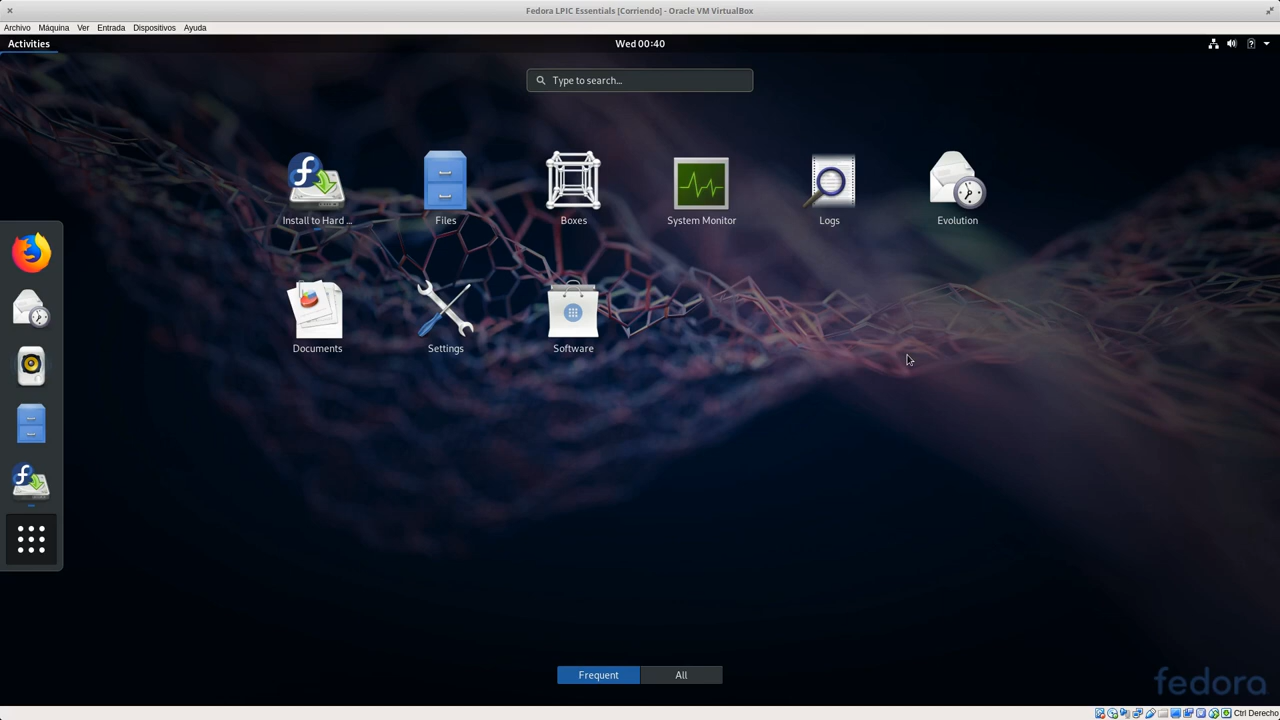 Fedora LPIC Essentials [Corriendo] - Oracle VM VirtualBox
Archivo Máquina Ver Entrada Dispositivos Ayuda
Activities Wed 00:40
Type to search...
Install to Hard ... Files Boxes System Monitor Logs Evolution
Documents Settings Software
Frequent All
fedora
Ctrl Derecho